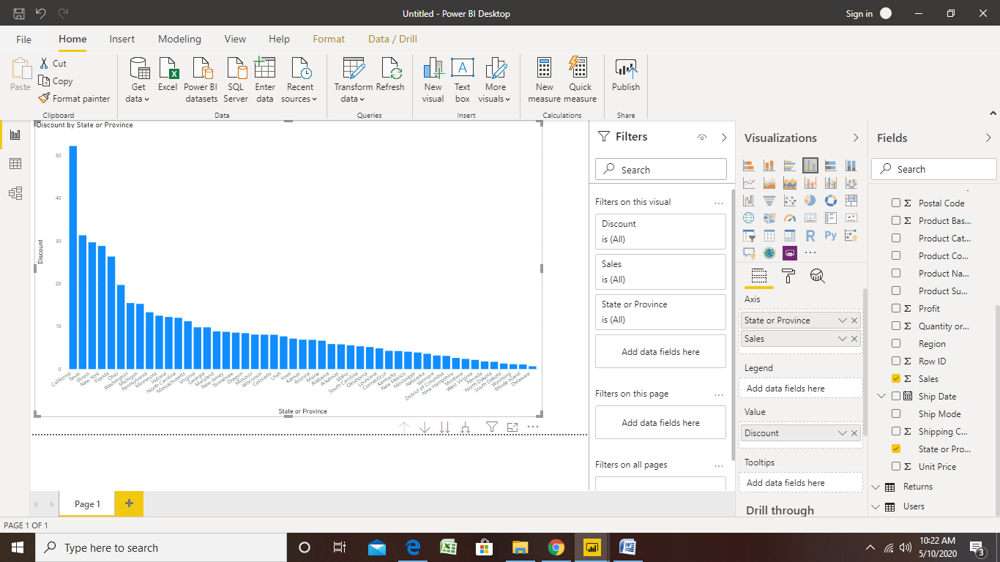 Untitled - Power BI Desktop
Sign in
File
Home
Insert
Modeling
View
Help
Format
Data / Drill
Paste
Cut
Copy
Format painter
Clipboard
Get data
Excel
Power BI datasets
SQL Server
Enter data
Recent sources
Data
Transform data
Refresh
Queries
New visual
Text box
More visuals
Insert
New measure
Quick measure
Calculations
Publish
Share
Discount by State or Province
Discount
50
40
30
20
10
0
California
Texas
Illinois
New York
Florida
Ohio
Washington
Michigan
Pennsylvania
Minnesota
Indiana
North Carolina
Massachusetts
Virginia
Georgia
Maryland
New Jersey
Tennessee
Oregon
Missouri
Wisconsin
Colorado
Utah
Iowa
Kansas
Arizona
Maine
Alabama
Arkansas
Idaho
South Carolina
Oklahoma
Louisiana
Connecticut
Kentucky
New Mexico
Mississippi
Nebraska
Vermont
District of Columbia
New Hampshire
Montana
West Virginia
Nevada
North Dakota
South Dakota
Wyoming
Rhode Island
Delaware
State or Province
Filters
Search
Filters on this visual
Discount
is (All)
Sales
is (All)
State or Province
is (All)
Add data fields here
Filters on this page
Add data fields here
Filters on all pages
Visualizations
R
Py
123
Axis
State or Province
Sales
Legend
Add data fields here
Value
Discount
Tooltips
Add data fields here
Drill through
Fields
Search
Σ Postal Code
Σ Product Bas...
Product Cat...
Product Co...
Product Na...
Product Su...
Σ Profit
Σ Quantity or...
Region
Σ Row ID
Σ Sales
Ship Date
Ship Mode
Σ Shipping C...
State or Pro...
Σ Unit Price
Returns
Users
Page 1
PAGE 1 OF 1
Type here to search
10:22 AM
5/10/2020
3